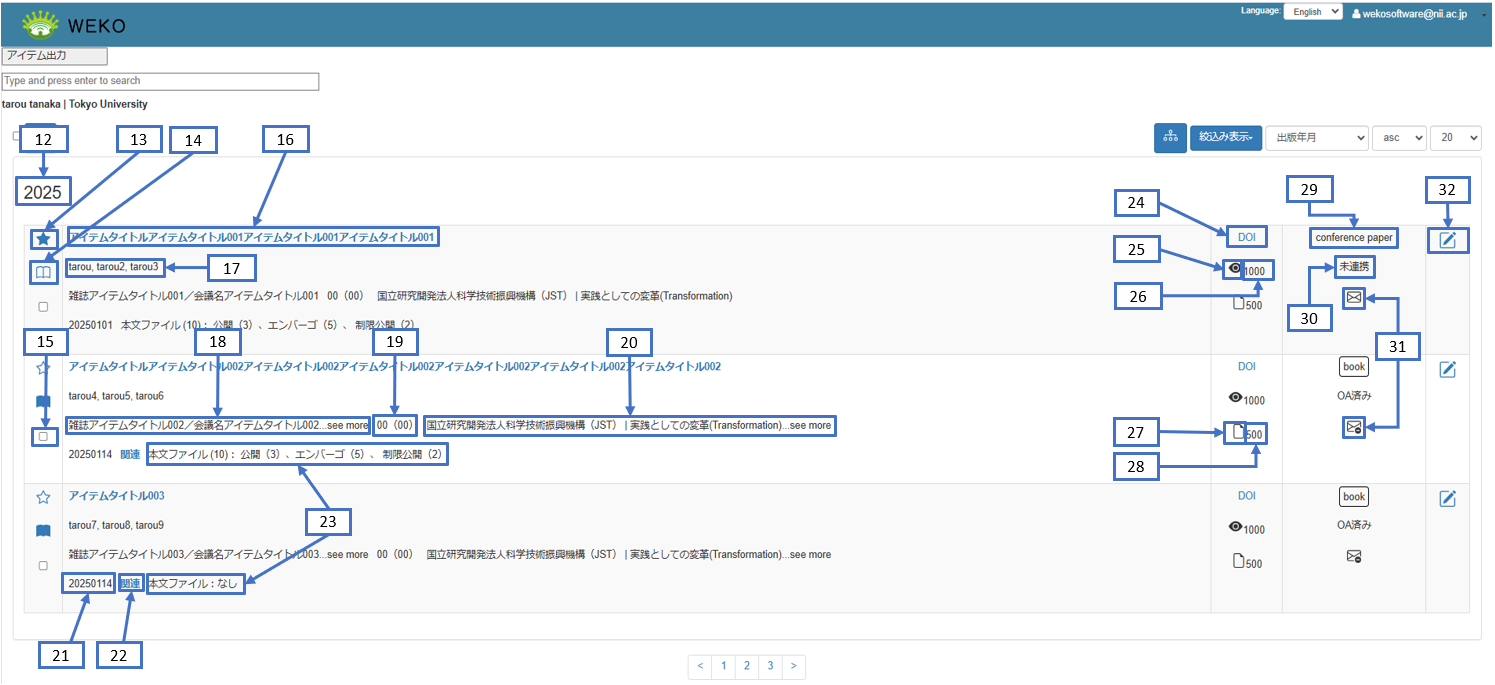 WEKO
Language: English wekosoftware@nii.ac.jp
アイテム出力
Type and press enter to search
tarou tanaka | Tokyo University
12 13 14 16
絞込み表示 出版年月 asc 20
2025
24 29 32
アイテムタイトルアイテムタイトル001アイテムタイトル001アイテムタイトル001 DOI conference paper
25
tarou, tarou2, tarou3 17 1000 未連携
26
雑誌アイテムタイトル001／会議名アイテムタイトル001 00（00） 国立研究開発法人科学技術振興機構（JST） | 実践としての変革(Transformation) 500
30
20250101 本文ファイル (10)： 公開（3）、エンバーゴ（5）、 制限公開（2）
15 18 19 20 31
アイテムタイトルアイテムタイトル002アイテムタイトル002アイテムタイトル002アイテムタイトル002アイテムタイトル002アイテムタイトル002 DOI book
tarou4, tarou5, tarou6 1000 OA済み
雑誌アイテムタイトル002／会議名アイテムタイトル002...see more 00（00） 国立研究開発法人科学技術振興機構（JST） | 実践としての変革(Transformation)...see more 27 500
20250114 関連 本文ファイル (10)： 公開（3）、エンバーゴ（5）、 制限公開（2）
28
アイテムタイトル003 DOI book
23
tarou7, tarou8, tarou9 1000 OA済み
雑誌アイテムタイトル003／会議名アイテムタイトル003...see more 00（00） 国立研究開発法人科学技術振興機構（JST） | 実践としての変革(Transformation)...see more 500
20250114 関連 本文ファイル：なし
21 22
< 1 2 3 >